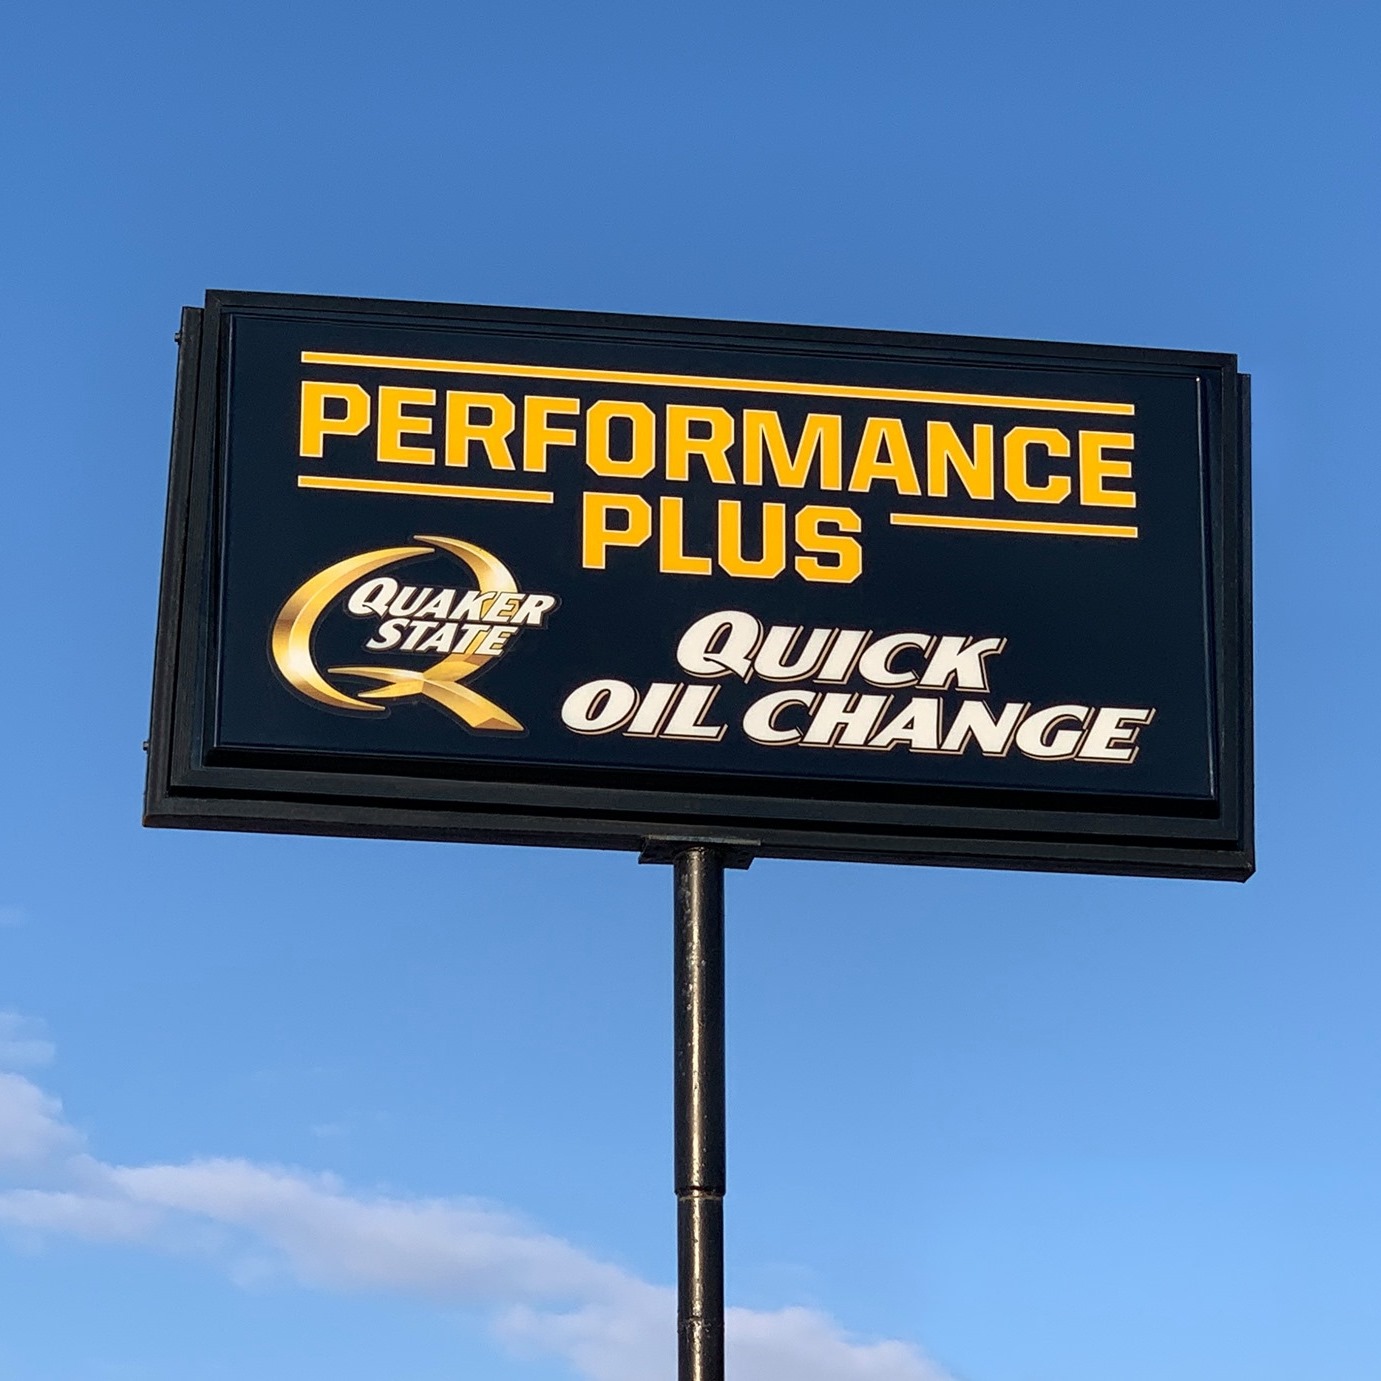 PERFORMANCE
PLUS
QUAKER
STATE
QUICK
OIL CHANGE